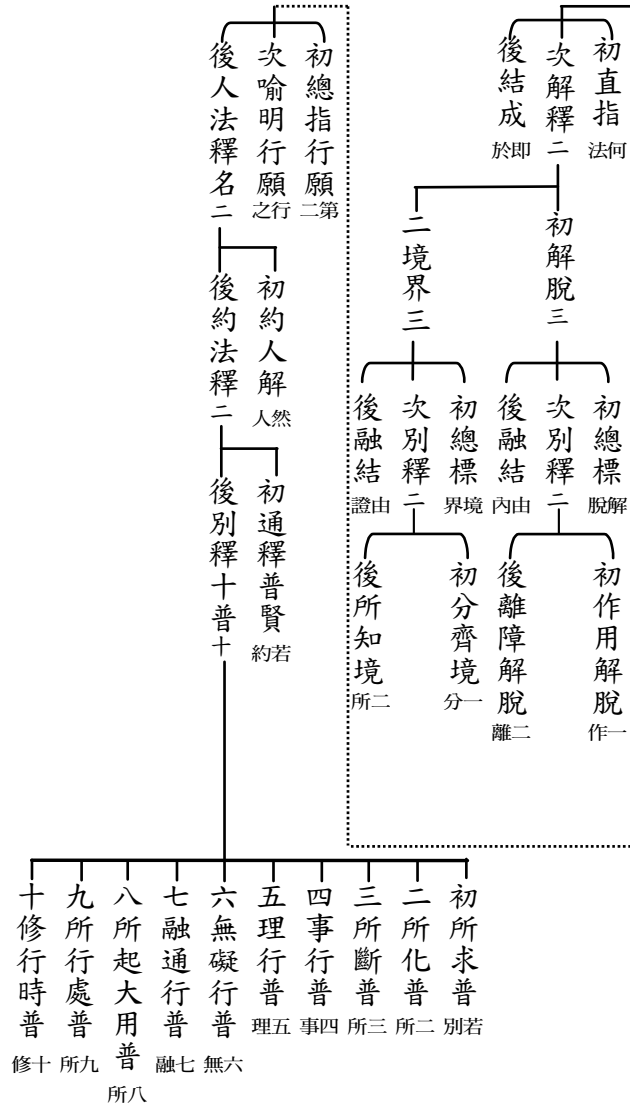 初直指 何法
次解釋二
後結成 即於
初解脫三
二境界三
初總標 解脫
次別釋二
後融結 由內
初作用解脫 一作
後離障解脫 二離
初總標 境界
次別釋二
後融結 由證
初分齊境 一分
後所知境 二所
初總指行願 第二
次喻明行願 行之
後人法釋名二
初約人解 然人
後約法釋二
初通釋普賢 若約
後別釋十普十
初所求普 若別
二所化普 二所
三所斷普 三所
四事行普 四事
五理行普 五理
六無礙行普 六無
七融通行普 七融
八所起大用普 八所
九所行處普 九所
十修行時普 十修